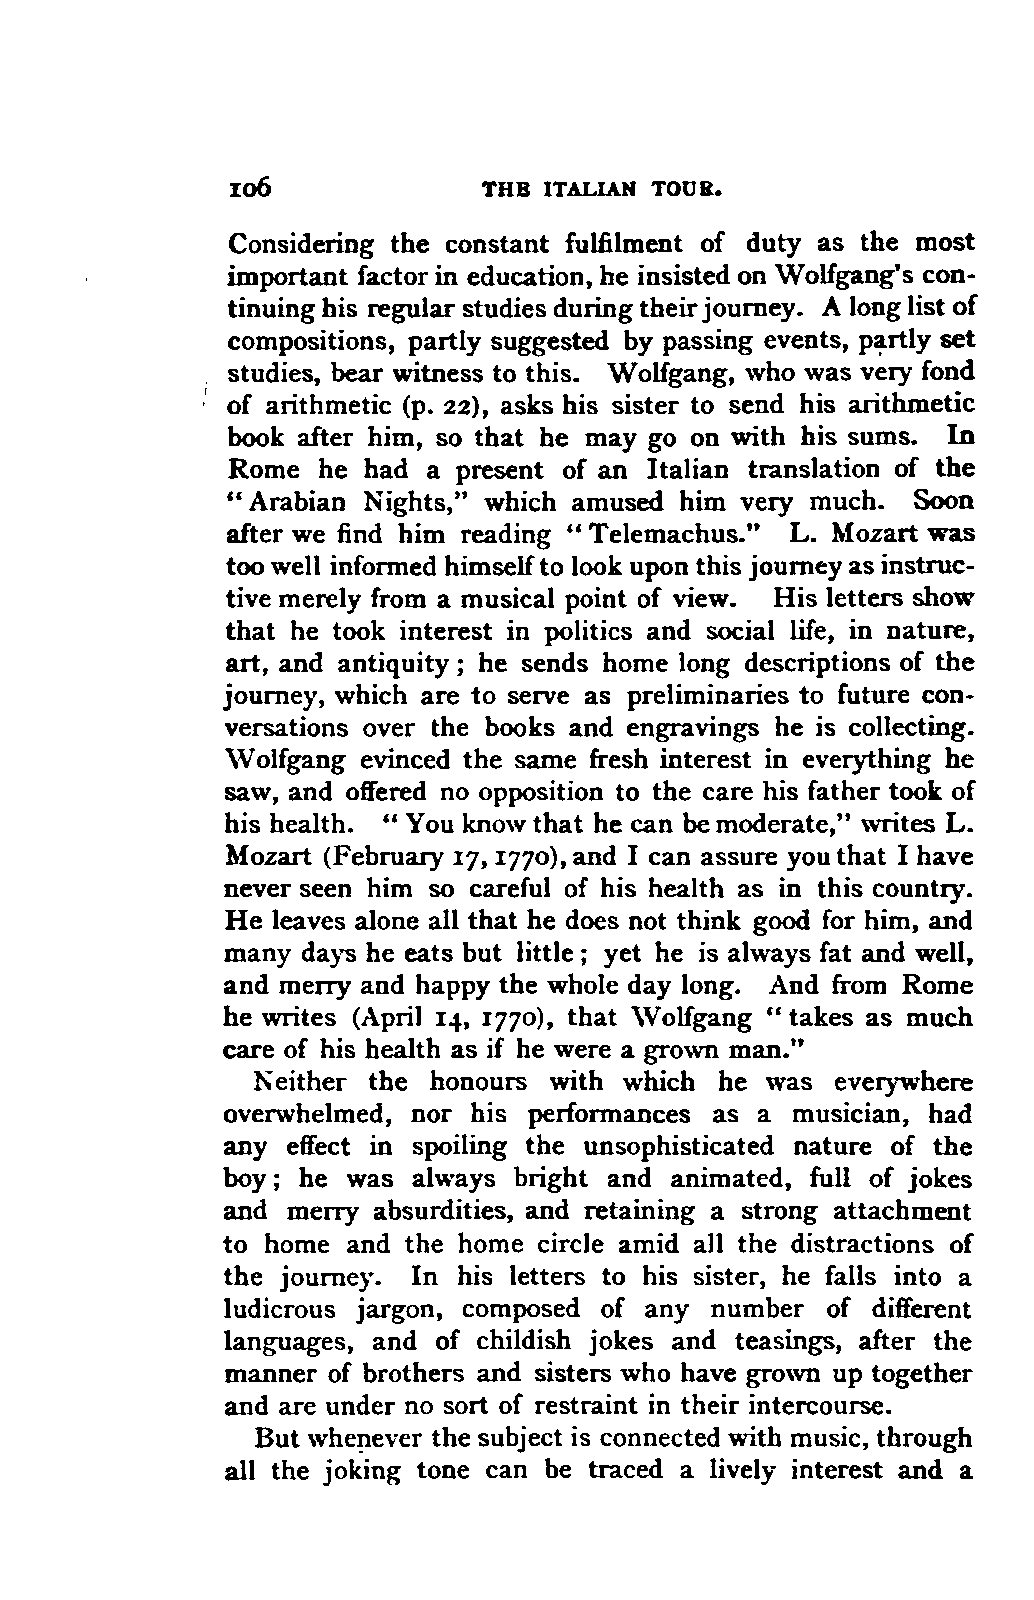 106 THE ITALIAN TOUR.
Considering the constant fulfilment of duty as the most
important factor in education, he insisted on Wolfgang's con-
tinuing his regular studies during their journey. A long list of
compositions, partly suggested by passing events, partly set
studies, bear witness to this. Wolfgang, who was very fond
of arithmetic (p. 22), asks his sister to send his arithmetic
book after him, so that he may go on with his sums. In
Rome he had a present of an Italian translation of the
"Arabian Nights," which amused him very much. Soon
after we find him reading "Telemachus." L. Mozart was
too well informed himself to look upon this journey as instruc-
tive merely from a musical point of view. His letters show
that he took interest in politics and social life, in nature,
art, and antiquity; he sends home long descriptions of the
journey, which are to serve as preliminaries to future con-
versations over the books and engravings he is collecting.
Wolfgang evinced the same fresh interest in everything he
saw, and offered no opposition to the care his father took of
his health. "You know that he can be moderate," writes L.
Mozart (February 17, 1770), and I can assure you that I have
never seen him so careful of his health as in this country.
He leaves alone all that he does not think good for him, and
many days he eats but little; yet he is always fat and well,
and merry and happy the whole day long. And from Rome
he writes (April 14, 1770), that Wolfgang "takes as much
care of his health as if he were a grown man."
Neither the honours with which he was everywhere
overwhelmed, nor his performances as a musician, had
any effect in spoiling the unsophisticated nature of the
boy; he was always bright and animated, full of jokes
and merry absurdities, and retaining a strong attachment
to home and the home circle amid all the distractions of
the journey. In his letters to his sister, he falls into a
ludicrous jargon, composed of any number of different
languages, and of childish jokes and teasings, after the
manner of brothers and sisters who have grown up together
and are under no sort of restraint in their intercourse.
But whenever the subject is connected with music, through
all the joking tone can be traced a lively interest and a